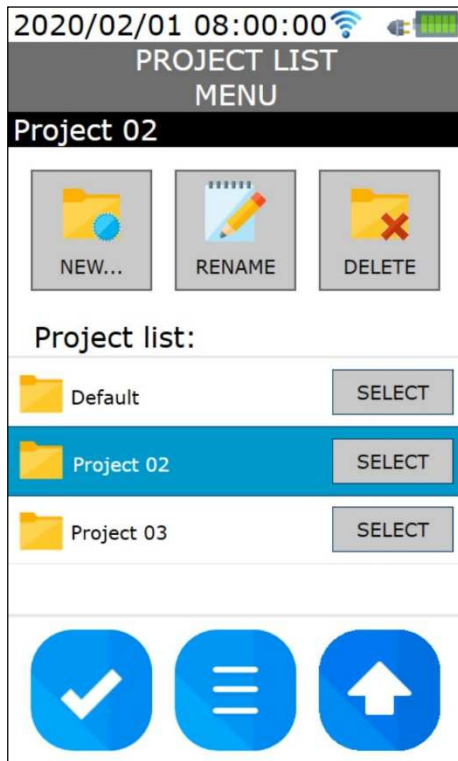 2020/02/01 08:00:00
PROJECT LIST
MENU
Project 02
NEW... RENAME DELETE
Project list:
Default SELECT
Project 02 SELECT
Project 03 SELECT